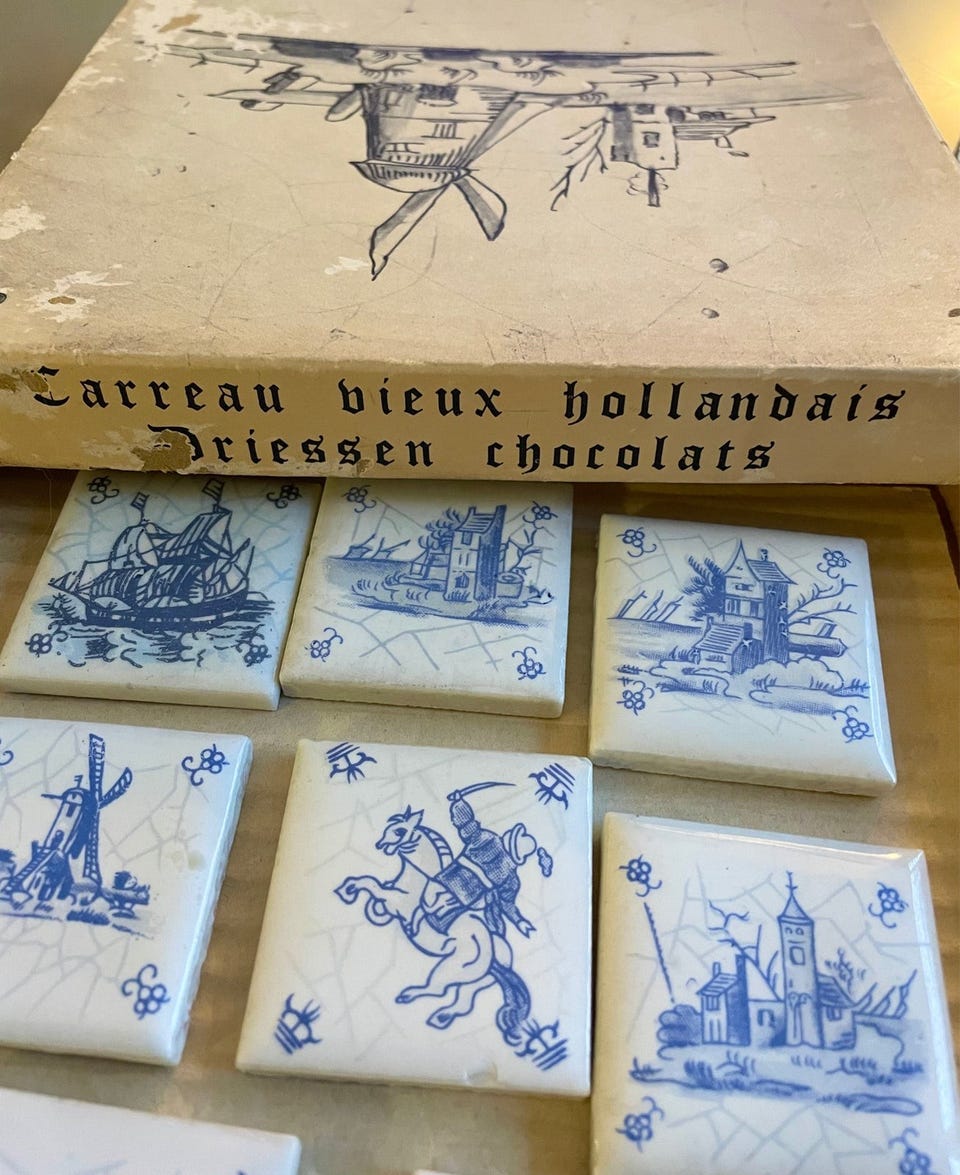 Carreau vieux hollandais
Driessen chocolats